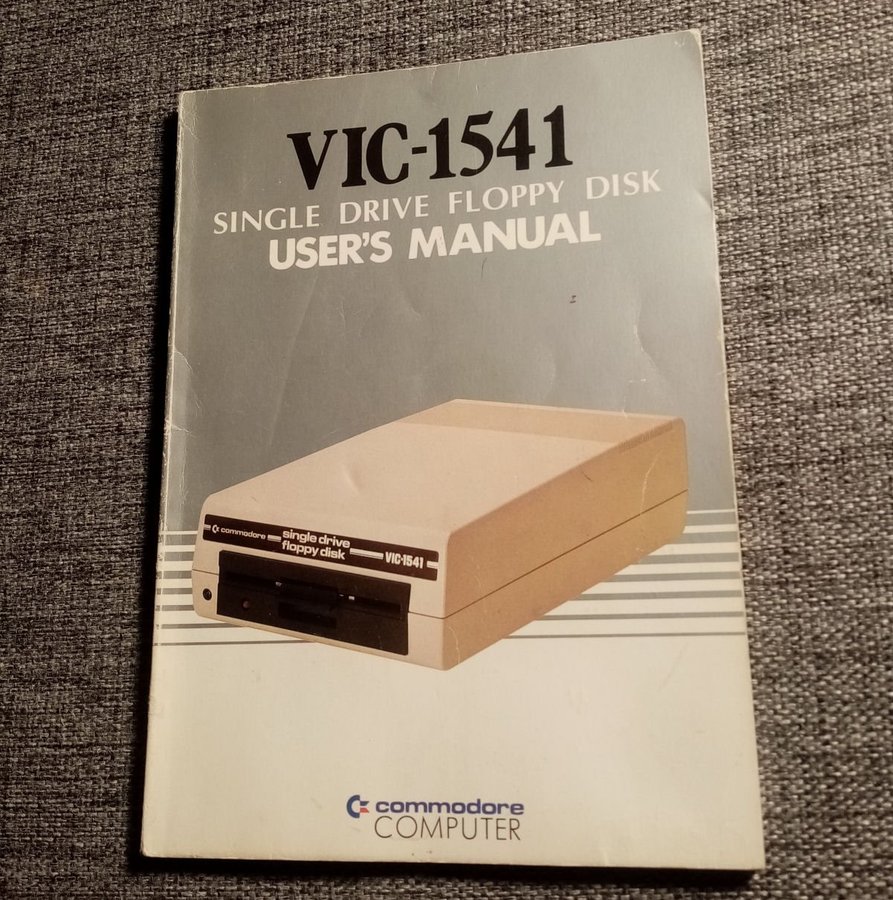 VIC-1541
SINGLE DRIVE FLOPPY DISK
USER'S MANUAL
commodore
single drive
floppy disk
VIC-1541
commodore
COMPUTER